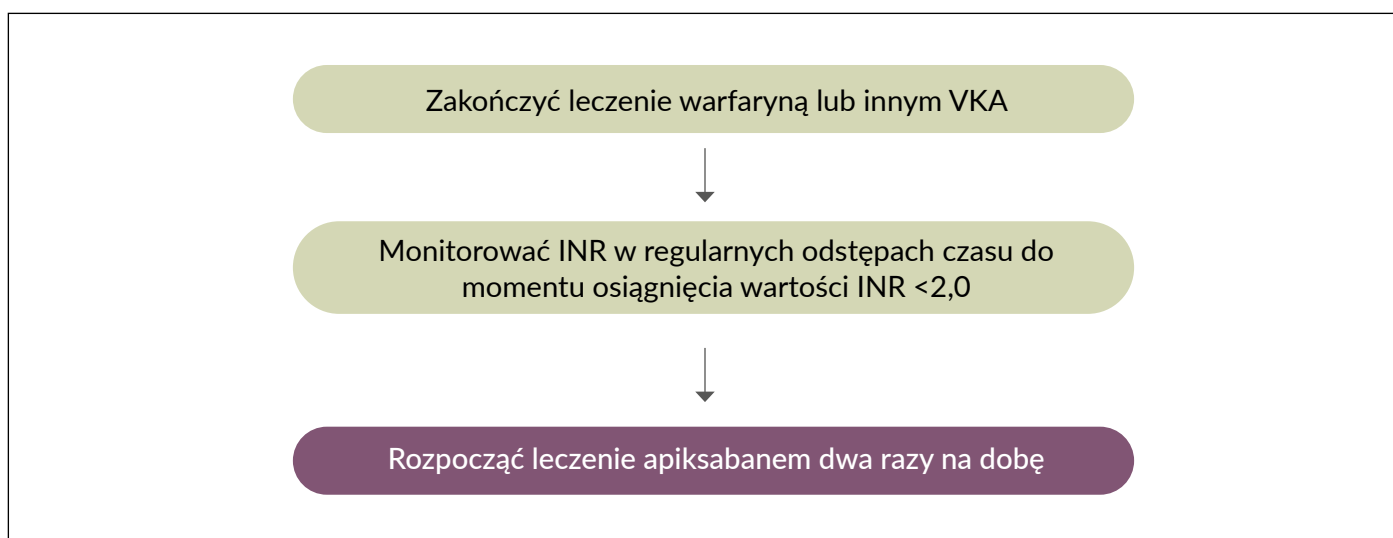 Zakończyć leczenie warfaryną lub innym VKA
Monitorować INR w regularnych odstępach czasu do
momentu osiągnięcia wartości INR <2,0
Rozpocząć leczenie apiksabanem dwa razy na dobę